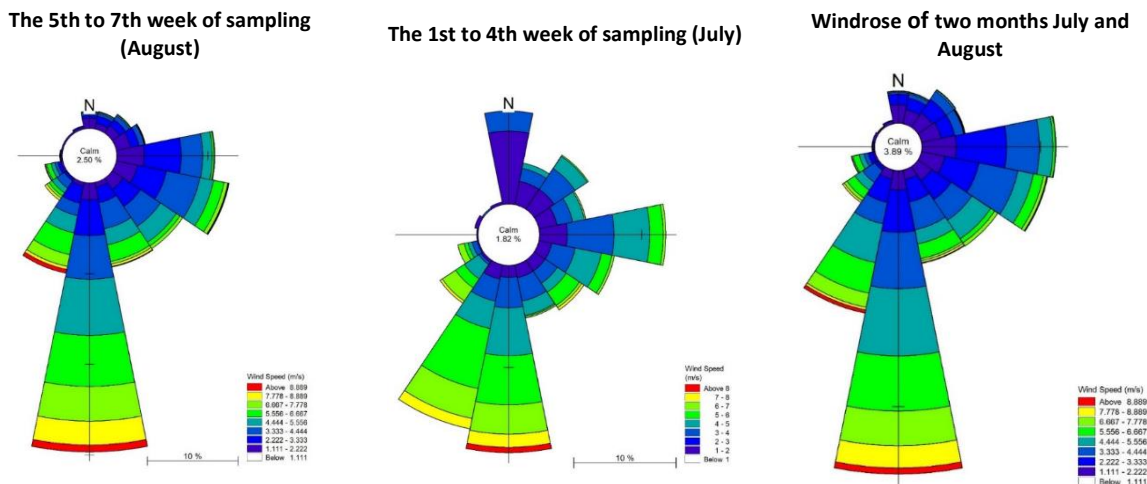 The 5th to 7th week of sampling
(August)
N
Calm
2.50 %
Wind Speed (m/s)
Above 8.889
7.778 - 8.889
6.667 - 7.778
5.556 - 6.667
4.444 - 5.556
3.333 - 4.444
2.222 - 3.333
1.111 - 2.222
Below 1.111
10 %
The 1st to 4th week of sampling (July)
N
Calm
1.82 %
Wind Speed
(m/s)
Above 8
7 - 8
6 - 7
5 - 6
4 - 5
3 - 4
2 - 3
1 - 2
Below 1
10 %
Windrose of two months July and
August
N
Calm
3.89 %
Wind Speed (m/s)
Above 8.889
7.778 - 8.889
6.667 - 7.778
5.556 - 6.667
4.444 - 5.556
3.333 - 4.444
2.222 - 3.333
1.111 - 2.222
Below 1.111